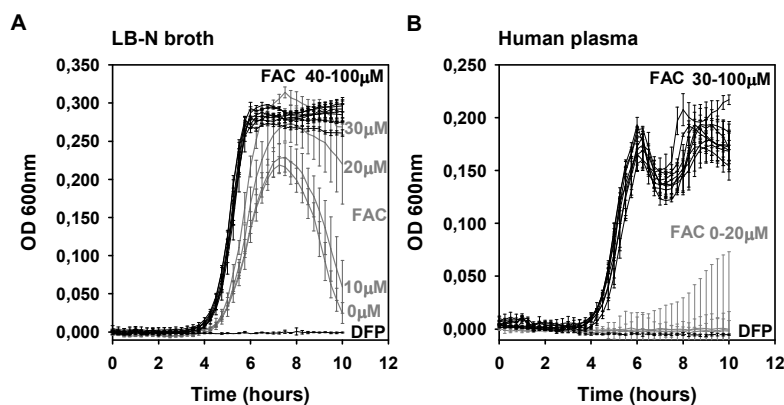 A
LB-N broth
0,350
0,300
0,250
0,200
0,150
0,100
0,050
0,000
OD 600nm
FAC 40-100µM
30µM
20µM
FAC
10µM
0µM
DFP
0 2 4 6 8 10 12
Time (hours)
B
Human plasma
0,250
0,200
0,150
0,100
0,050
0,000
OD 600nm
FAC 30-100µM
FAC 0-20µM
DFP
0 2 4 6 8 10 12
Time (hours)